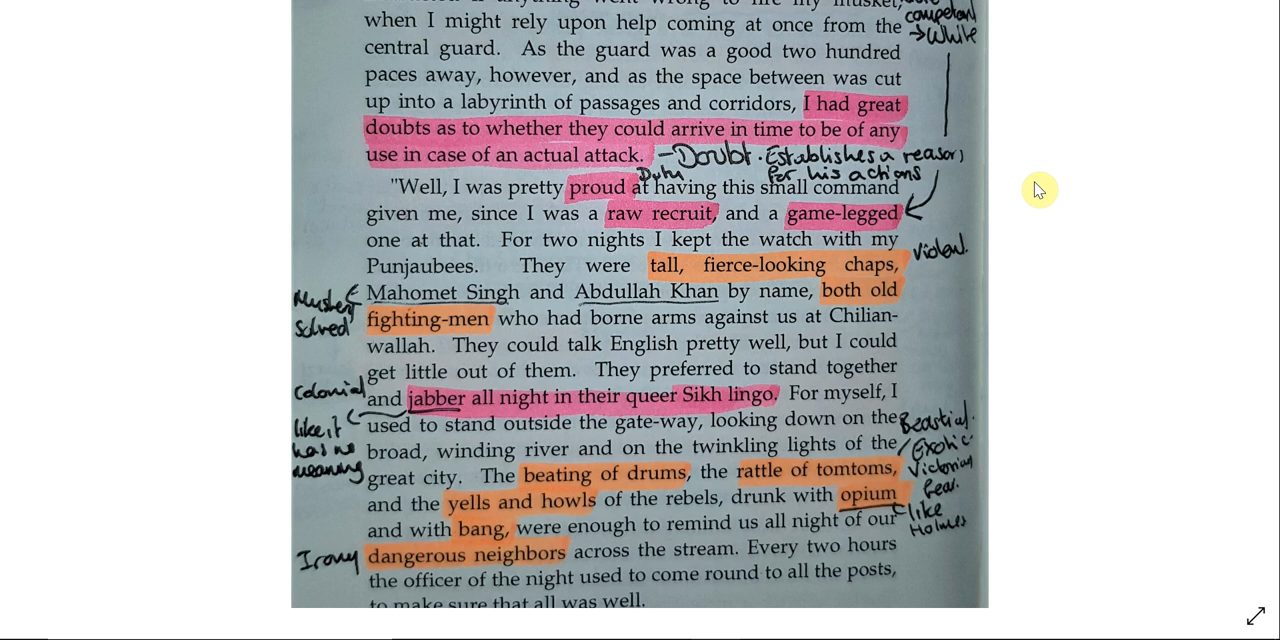 when I might rely upon help coming at once from the
competent
→ White
central guard. As the guard was a good two hundred
paces away, however, and as the space between was cut
up into a labyrinth of passages and corridors, I had great
doubts as to whether they could arrive in time to be of any
use in case of an actual attack. – Doubt. Establishes a reason
for his actions
Duty
"Well, I was pretty proud at having this small command
given me, since I was a raw recruit, and a game-legged
one at that. For two nights I kept the watch with my
Violent.
Punjaubees. They were tall, fierce-looking chaps,
Mahomet Singh and Abdullah Khan by name, both old
Mystery
Solved
fighting-men who had borne arms against us at Chilian-
wallah. They could talk English pretty well, but I could
get little out of them. They preferred to stand together
Colonial
and jabber all night in their queer Sikh lingo. For myself, I
like it
has no
meaning
used to stand outside the gate-way, looking down on the
Beastial.
Exotic
Victorian
fear.
broad, winding river and on the twinkling lights of the
great city. The beating of drums, the rattle of tomtoms,
and the yells and howls of the rebels, drunk with opium
like
Holmes
and with bang, were enough to remind us all night of our
Irony
dangerous neighbors across the stream. Every two hours
the officer of the night used to come round to all the posts,
to make sure that all was well.